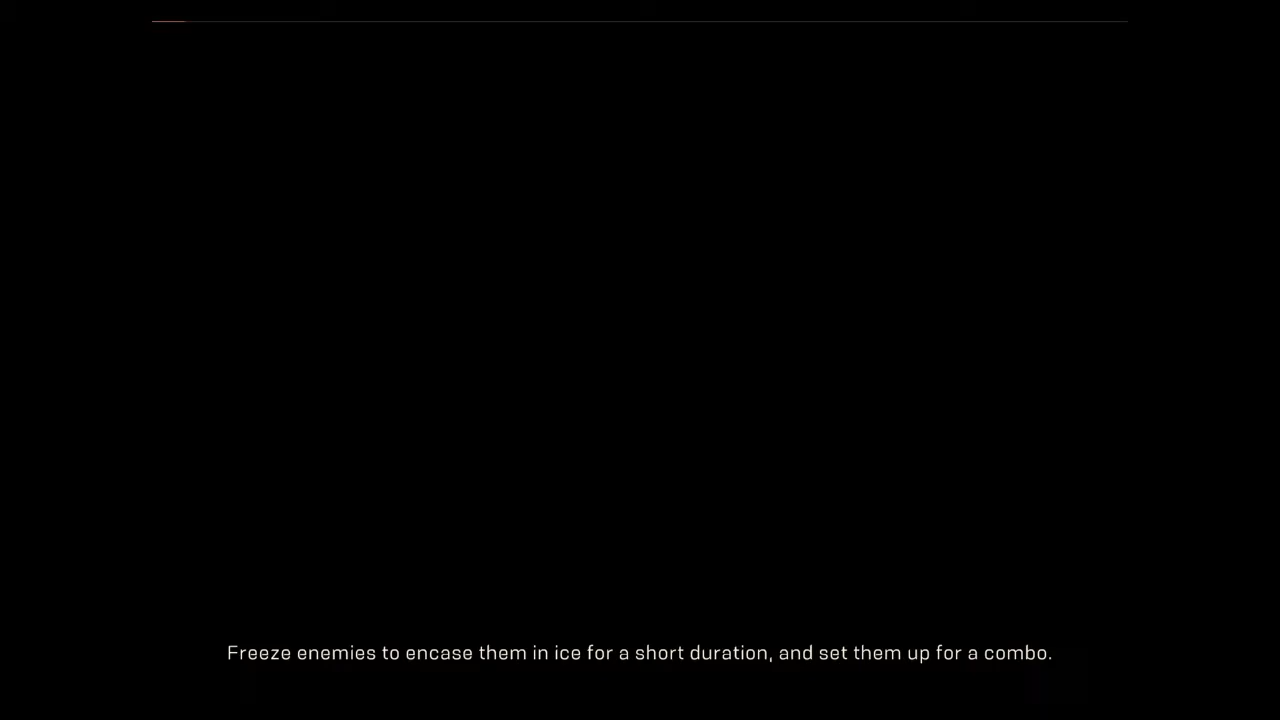 Freeze enemies to encase them in ice for a short duration, and set them up for a combo.